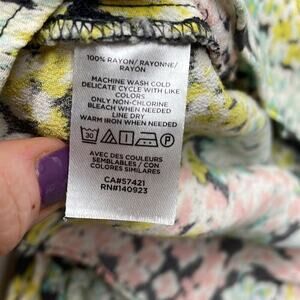 100% RAYON/ RAYONNE/
RAYON
MACHINE WASH COLD
DELICATE CYCLE WITH LIKE
COLORS
ONLY NON-CHLORINE
BLEACH WHEN NEEDED
LINE DRY
WARM IRON WHEN NEEDED
30 P
AVEC DES COULEURS
SEMBLABLES / CON
COLORES SIMILARES
CA#57421
RN#140923